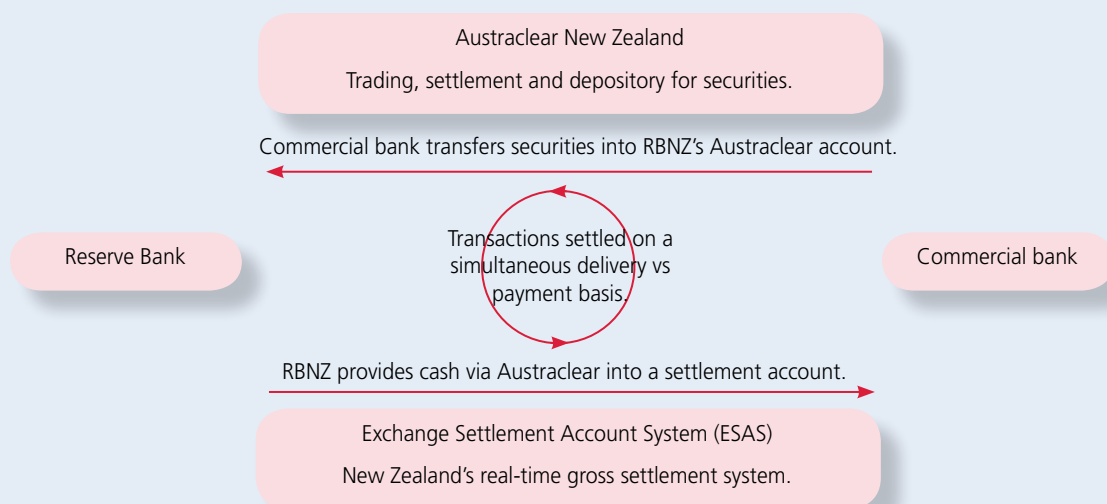 Austraclear New Zealand
Trading, settlement and depository for securities.
Commercial bank transfers securities into RBNZ's Austraclear account.
Reserve Bank
Transactions settled on a
simultaneous delivery vs
payment basis.
Commercial bank
RBNZ provides cash via Austraclear into a settlement account.
Exchange Settlement Account System (ESAS)
New Zealand's real-time gross settlement system.